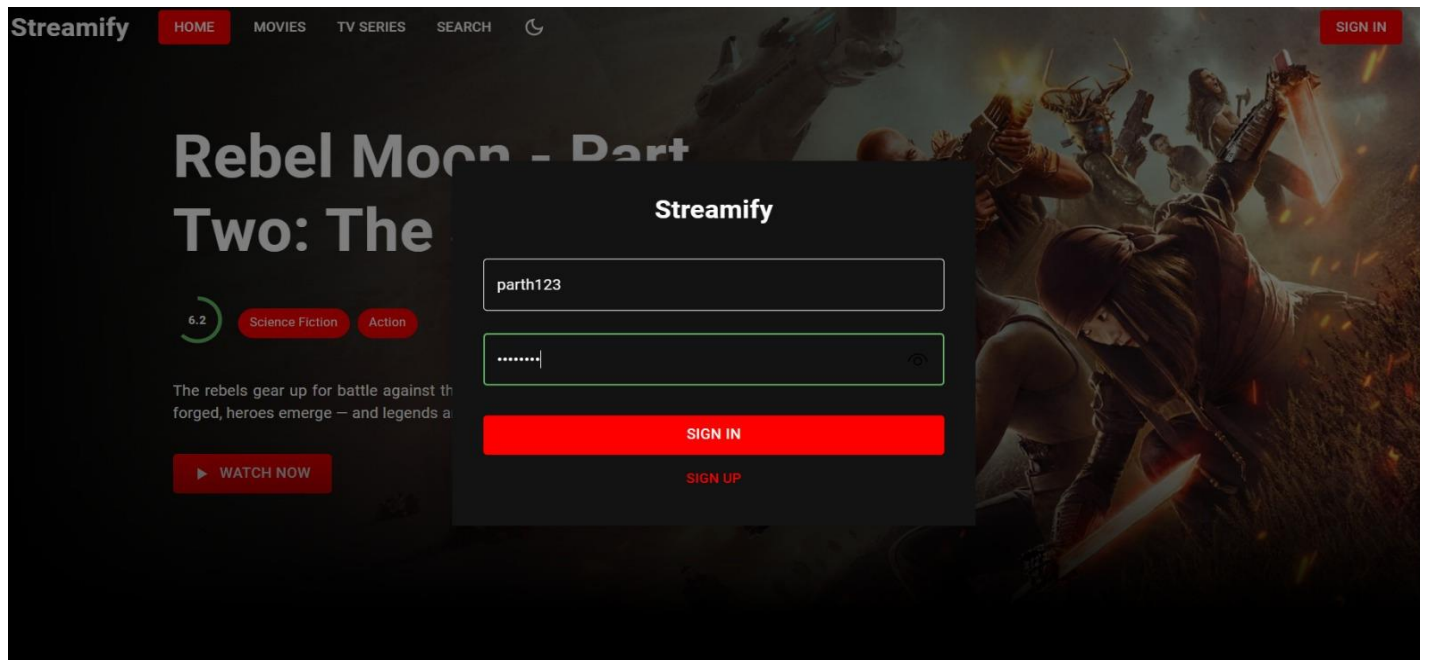 Streamify
HOME
MOVIES
TV SERIES
SEARCH
SIGN IN
Rebel Moon - Part
Two: The
6.2
Science Fiction
Action
The rebels gear up for battle against th
forged, heroes emerge — and legends a
WATCH NOW
Streamify
parth123
••••••••
SIGN IN
SIGN UP